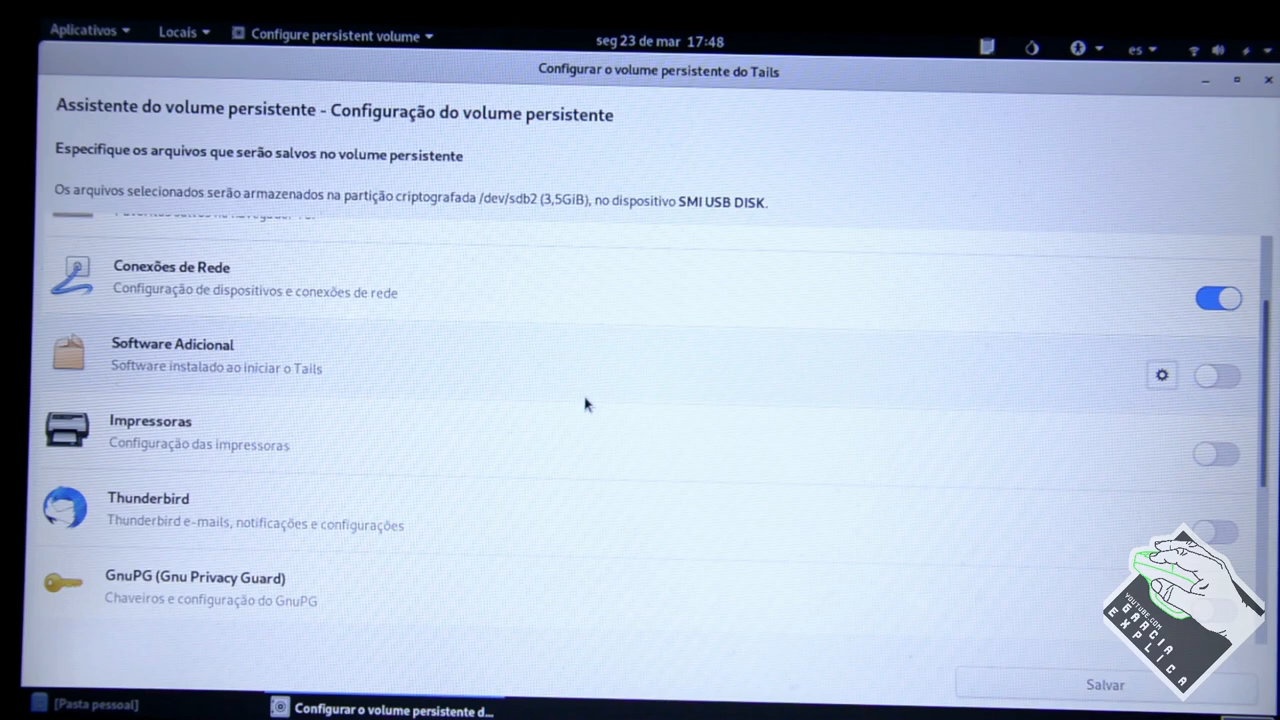 Aplicativos Locais Configure persistent volume seg 23 de mar 17:48 es
Configurar o volume persistente do Tails
Assistente do volume persistente - Configuração do volume persistente
Especifique os arquivos que serão salvos no volume persistente
Os arquivos selecionados serão armazenados na partição criptografada /dev/sdb2 (3,5GiB), no dispositivo SMI USB DISK.
Conexões de Rede
Configuração de dispositivos e conexões de rede
Software Adicional
Software instalado ao iniciar o Tails
Impressoras
Configuração das impressoras
Thunderbird
Thunderbird e-mails, notificações e configurações
GnuPG (Gnu Privacy Guard)
Chaveiros e configuração do GnuPG
YOUTUBE.COM
GARCIA
EXPLICA
Salvar
[Pasta pessoal] Configurar o volume persistente d...